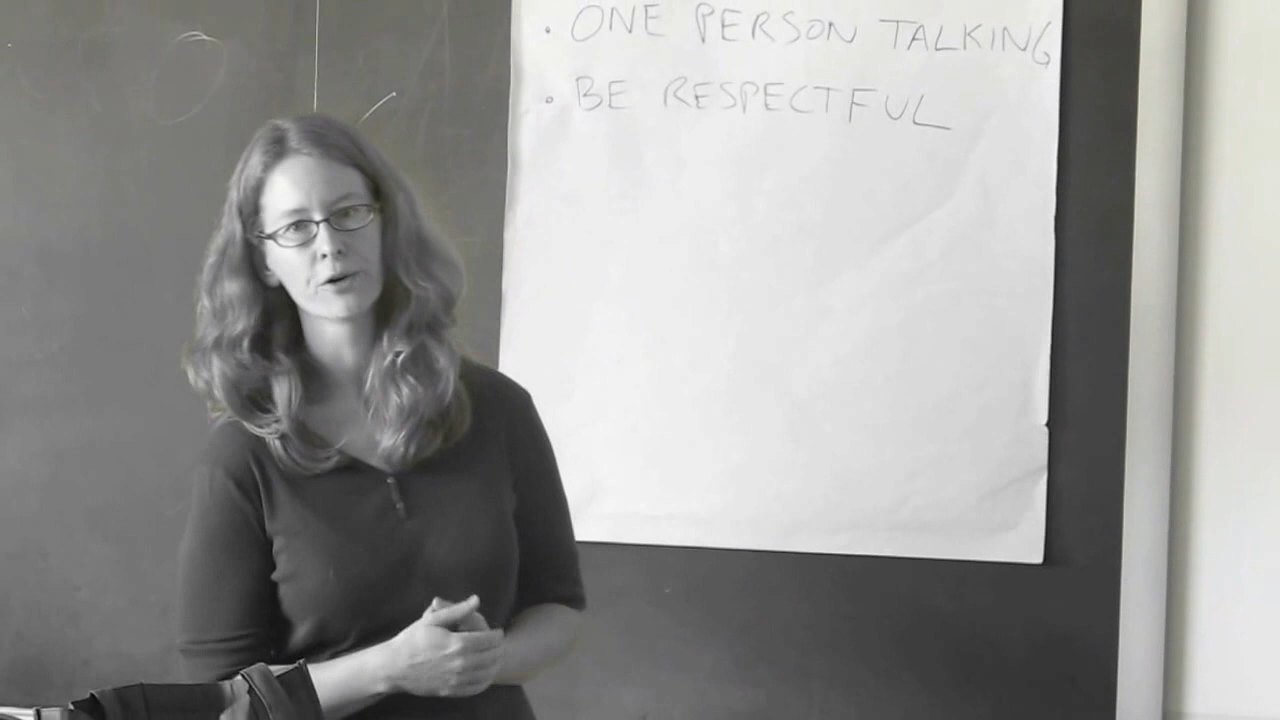 • ONE PERSON TALKING
• BE RESPECTFUL